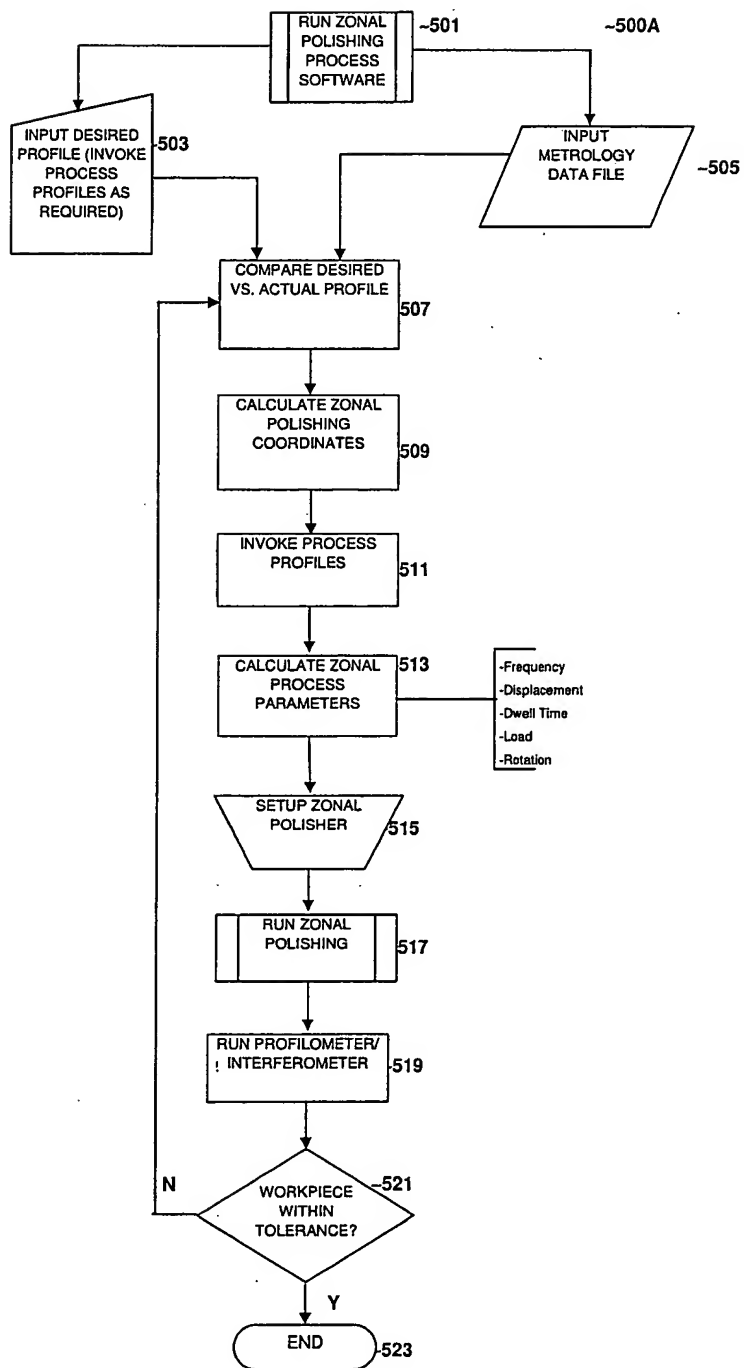 RUN ZONAL
POLISHING
PROCESS
SOFTWARE
~501
~500A
INPUT DESIRED
PROFILE (INVOKE
PROCESS
PROFILES AS
REQUIRED)
503
INPUT
METROLOGY
DATA FILE
~505
COMPARE DESIRED
VS. ACTUAL PROFILE
507
CALCULATE ZONAL
POLISHING
COORDINATES
509
INVOKE PROCESS
PROFILES
511
CALCULATE ZONAL
PROCESS
PARAMETERS
513
-Frequency
-Displacement
-Dwell Time
-Load
-Rotation
SETUP ZONAL
POLISHER
515
RUN ZONAL
POLISHING
517
RUN PROFILOMETER/
INTERFEROMETER
519
WORKPIECE
WITHIN
TOLERANCE?
~521
N
Y
END
523